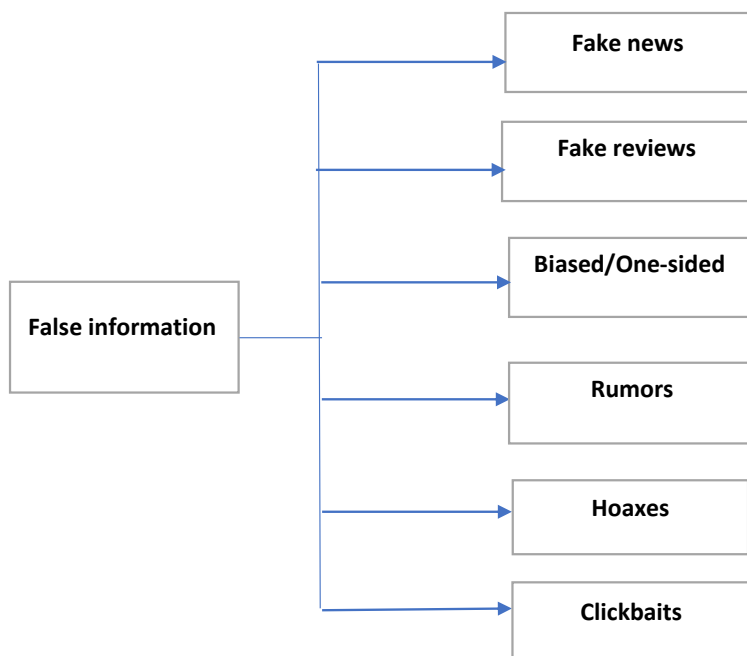 Fake news
Fake reviews
Biased/One-sided
False information
Rumors
Hoaxes
Clickbaits